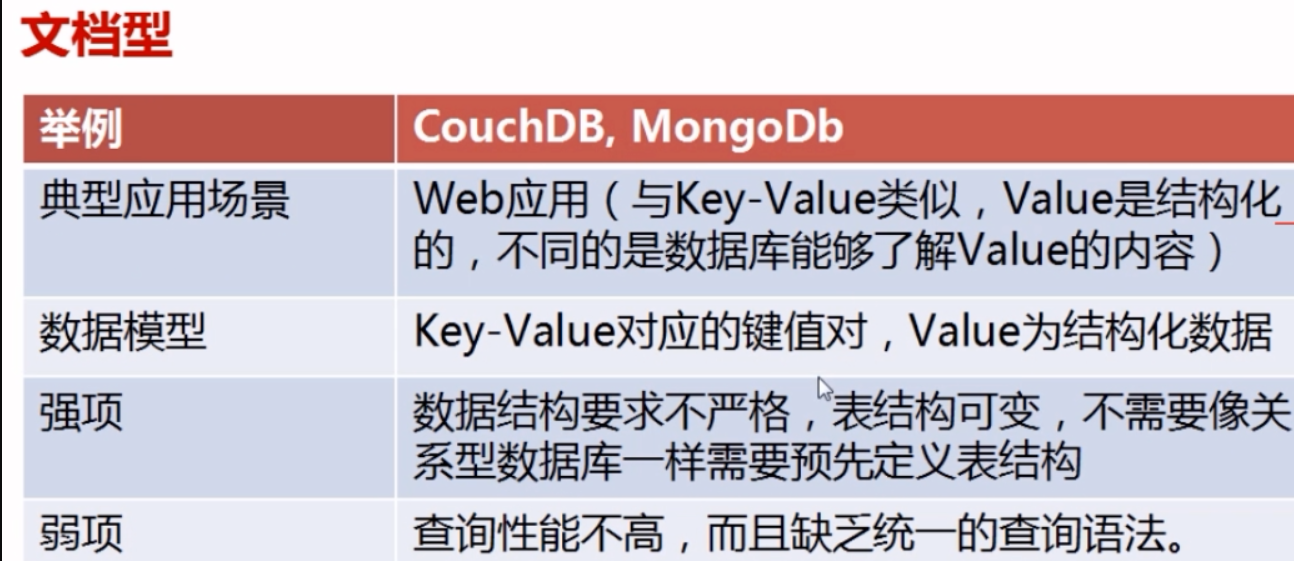 文档型
举例
CouchDB, MongoDb
典型应用场景
Web应用（与Key-Value类似，Value是结构化
的，不同的是数据库能够了解Value的内容）
数据模型
Key-Value对应的键值对，Value为结构化数据
强项
数据结构要求不严格，表结构可变，不需要像关
系型数据库一样需要预先定义表结构
弱项
查询性能不高，而且缺乏统一的查询语法。